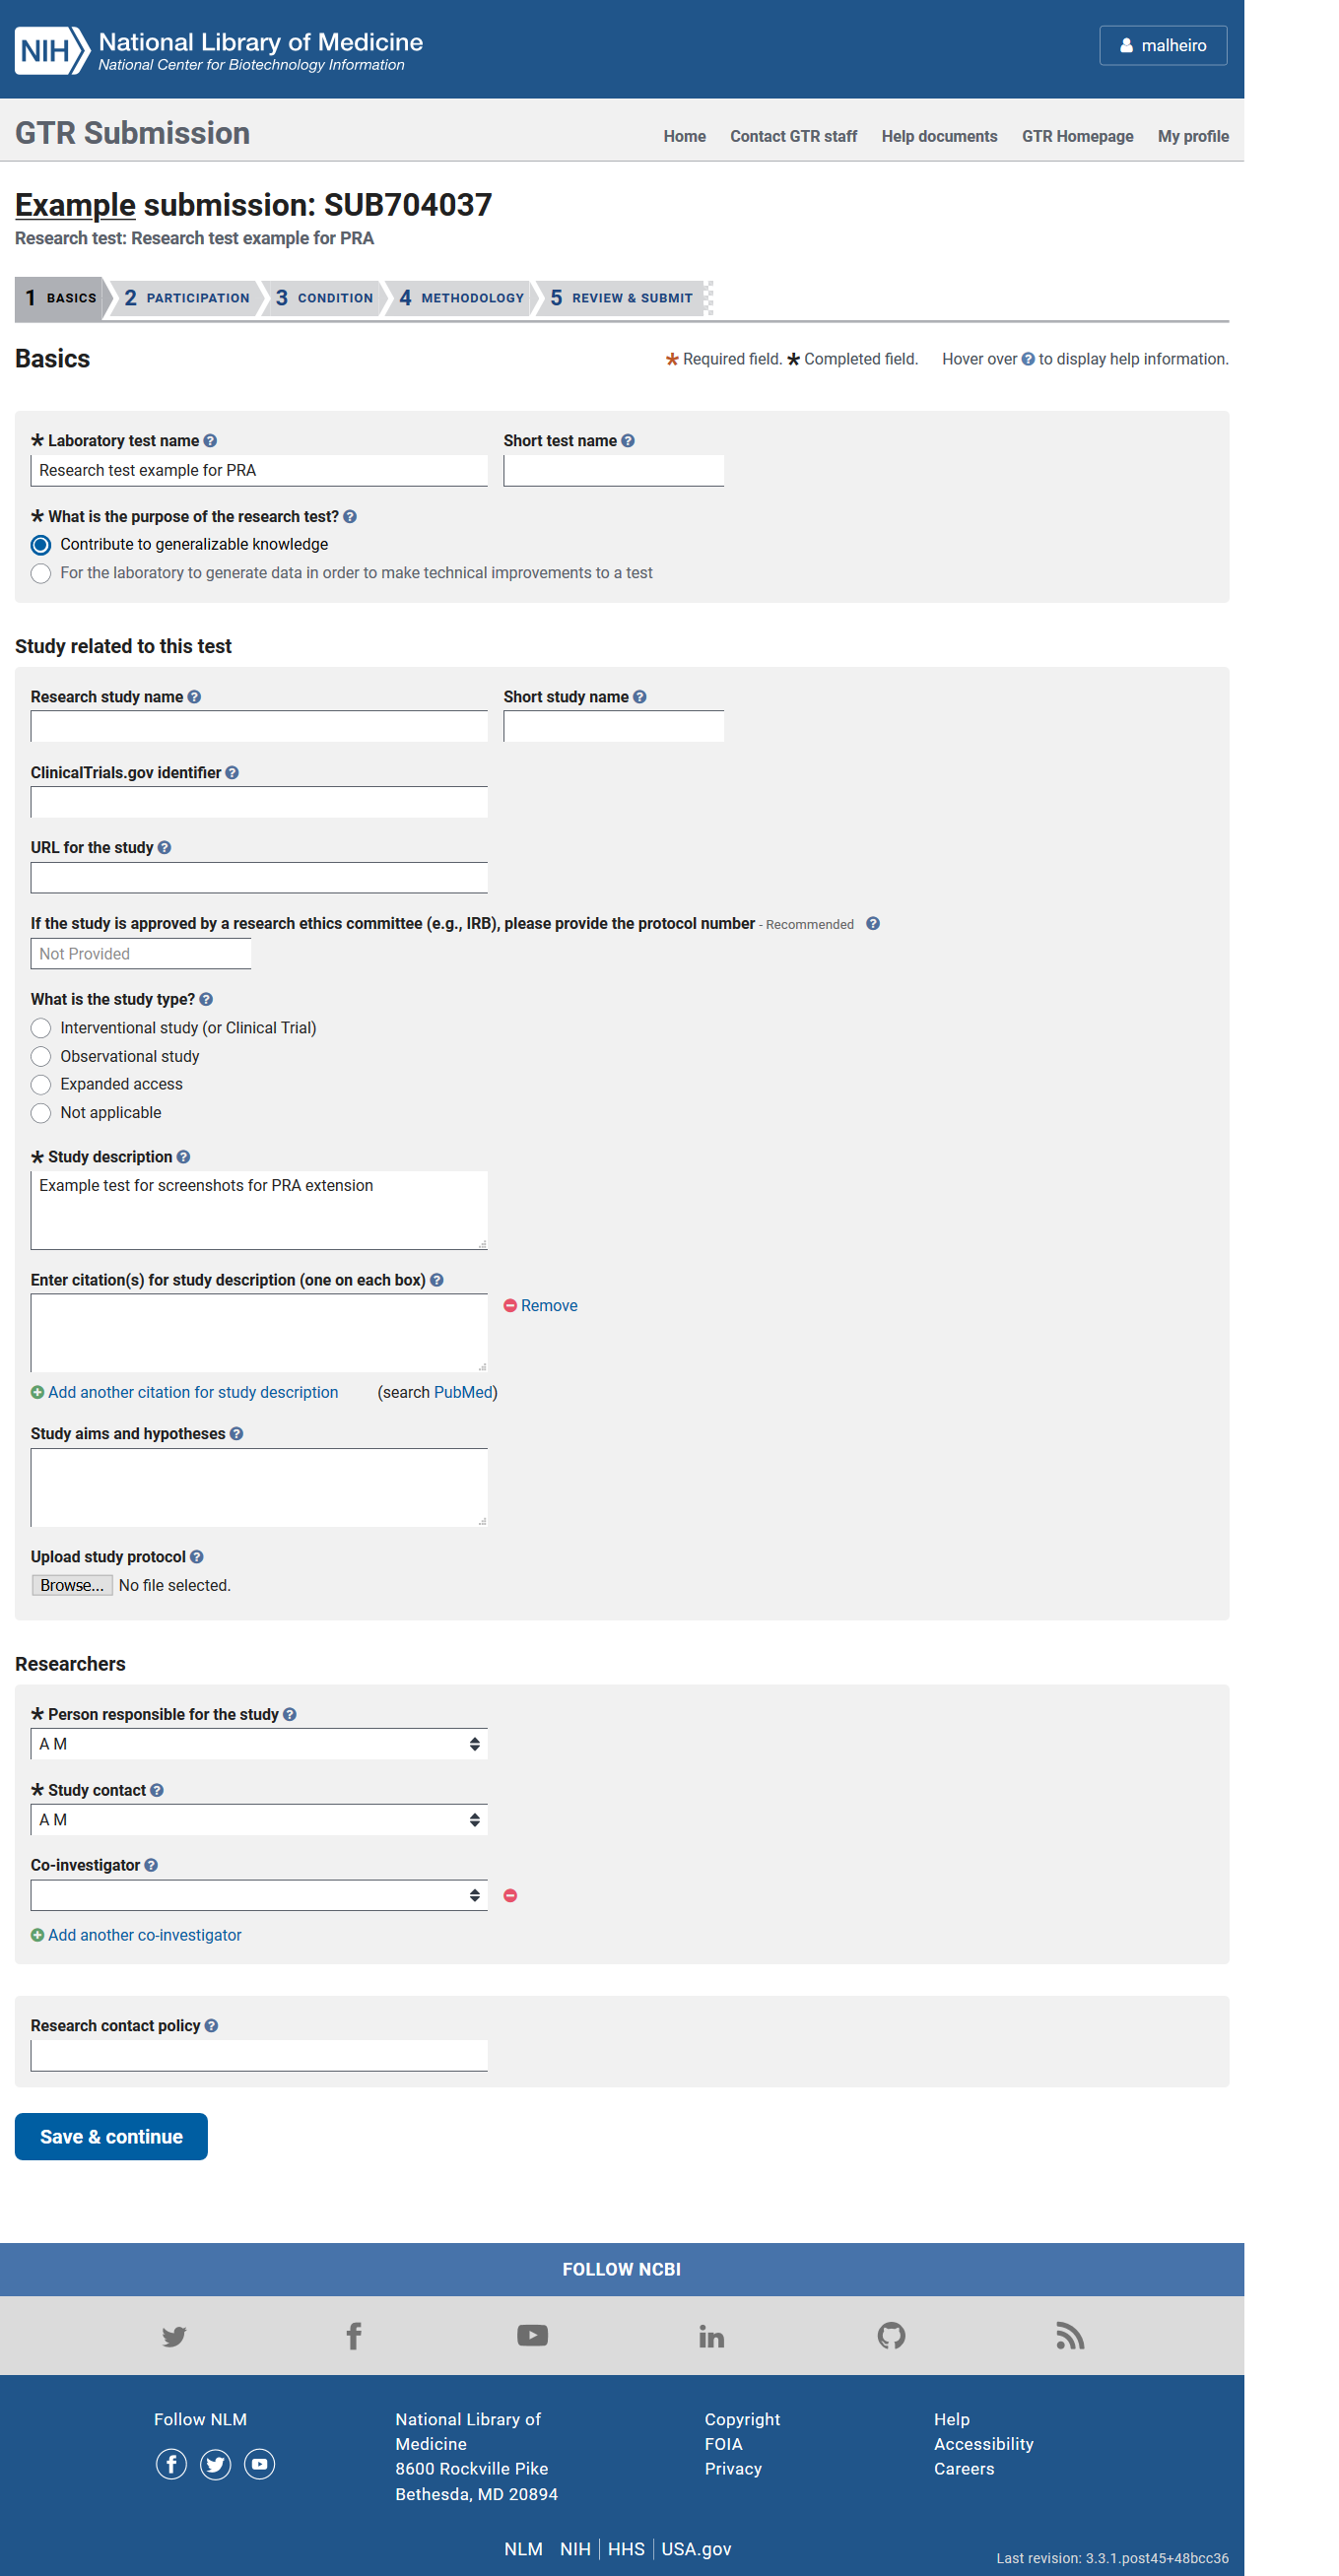 NIH National Library of Medicine
National Center for Biotechnology Information
malheiro
GTR Submission
Home Contact GTR staff Help documents GTR Homepage My profile
Example submission: SUB704037
Research test: Research test example for PRA
1 BASICS 2 PARTICIPATION 3 CONDITION 4 METHODOLOGY 5 REVIEW & SUBMIT
Basics
* Required field. * Completed field. Hover over ? to display help information.
* Laboratory test name ? Short test name ?
Research test example for PRA
* What is the purpose of the research test? ?
Contribute to generalizable knowledge
For the laboratory to generate data in order to make technical improvements to a test
Study related to this test
Research study name ? Short study name ?
ClinicalTrials.gov identifier ?
URL for the study ?
If the study is approved by a research ethics committee (e.g., IRB), please provide the protocol number - Recommended ?
Not Provided
What is the study type? ?
Interventional study (or Clinical Trial)
Observational study
Expanded access
Not applicable
* Study description ?
Example test for screenshots for PRA extension
Enter citation(s) for study description (one on each box) ?
Remove
Add another citation for study description (search PubMed)
Study aims and hypotheses ?
Upload study protocol ?
Browse... No file selected.
Researchers
* Person responsible for the study ?
A M
* Study contact ?
A M
Co-investigator ?
Add another co-investigator
Research contact policy ?
Save & continue
FOLLOW NCBI
Follow NLM
National Library of
Medicine
8600 Rockville Pike
Bethesda, MD 20894
Copyright
FOIA
Privacy
Help
Accessibility
Careers
NLM NIH HHS USA.gov
Last revision: 3.3.1.post45+48bcc36